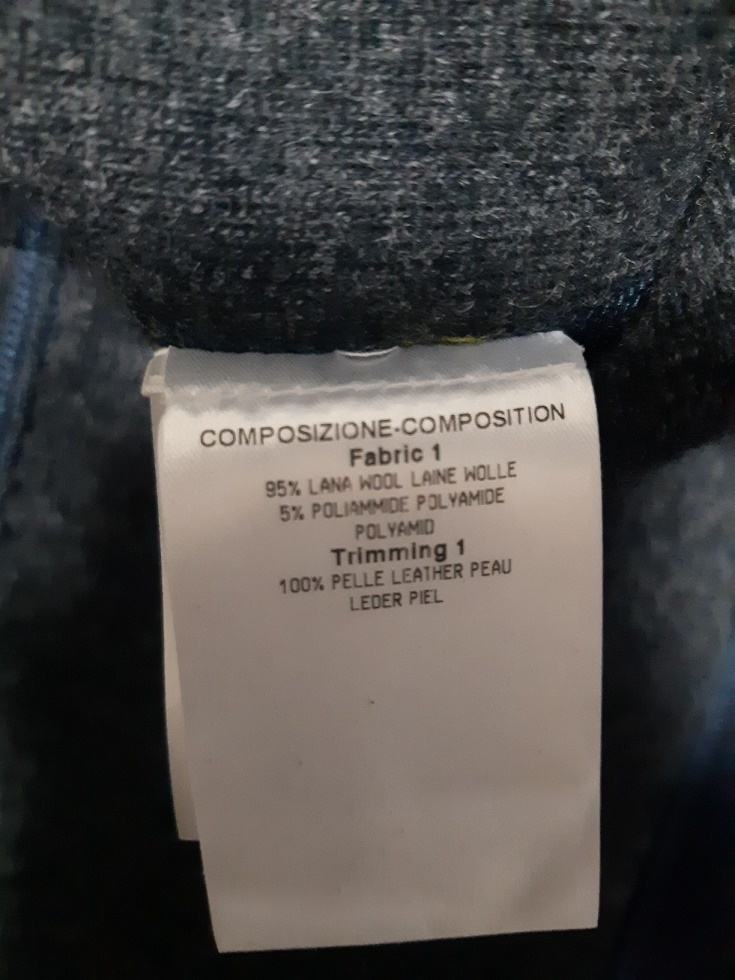 COMPOSIZIONE-COMPOSITION
Fabric 1
95% LANA WOOL LAINE WOLLE
5% POLIAMMIDE POLYAMIDE
POLYAMID
Trimming 1
100% PELLE LEATHER PEAU
LEDER PIEL